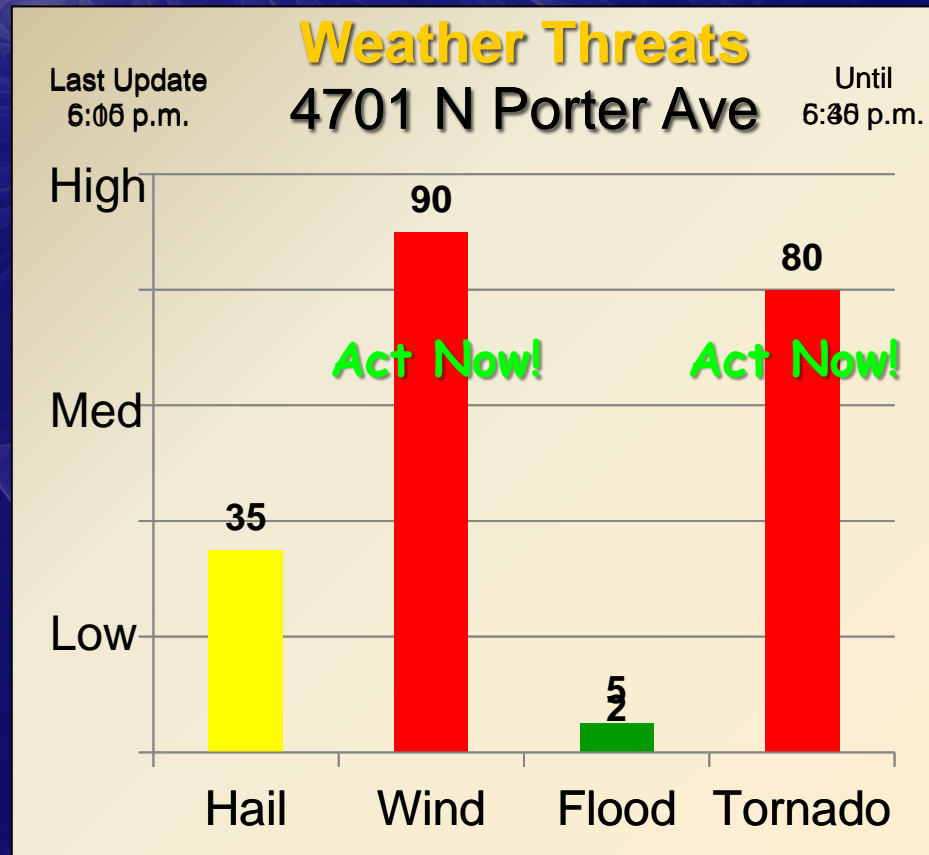 Weather Threats
Last Update
p.m.
4701 N Porter Ave
Until
p.m.
High
Med
Low
90
80
35
5
2
Act Now!
Act Now!
Hail
Wind
Flood
Tornado